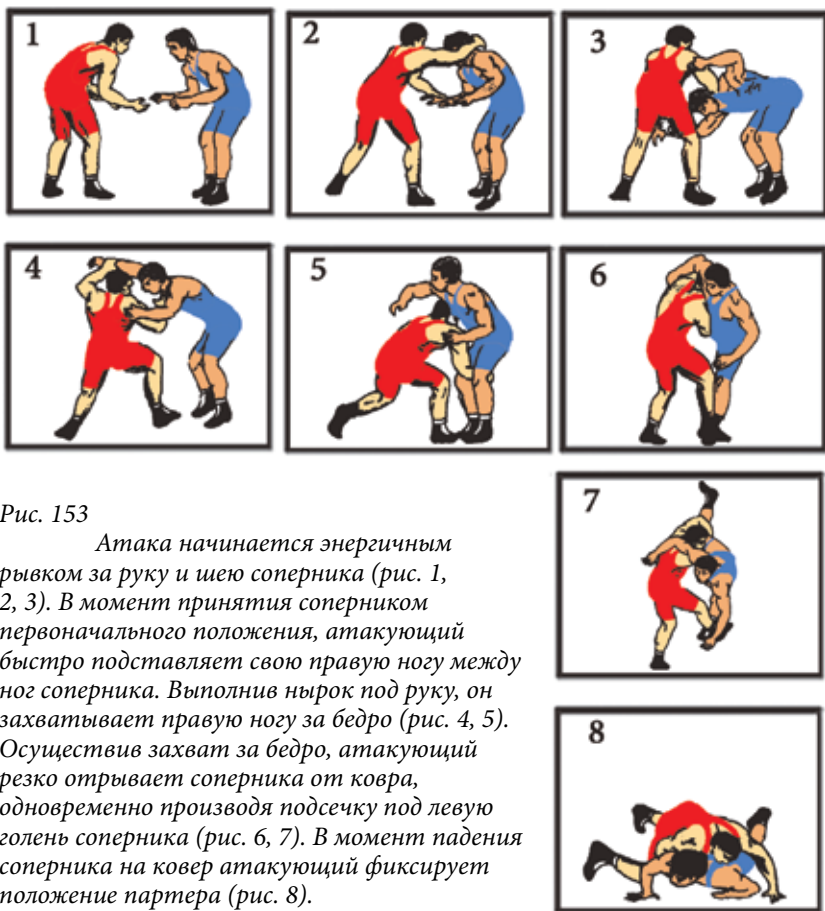 1
2
3
4
5
6
7
8
Рис. 153
Атака начинается энергичным
рывком за руку и шею соперника (рис. 1,
2, 3). В момент принятия соперником
первоначального положения, атакующий
быстро подставляет свою правую ногу между
ног соперника. Выполнив нырок под руку, он
захватывает правую ногу за бедро (рис. 4, 5).
Осуществив захват за бедро, атакующий
резко отрывает соперника от ковра,
одновременно производя подсечку под левую
голень соперника (рис. 6, 7). В момент падения
соперника на ковер атакующий фиксирует
положение партера (рис. 8).